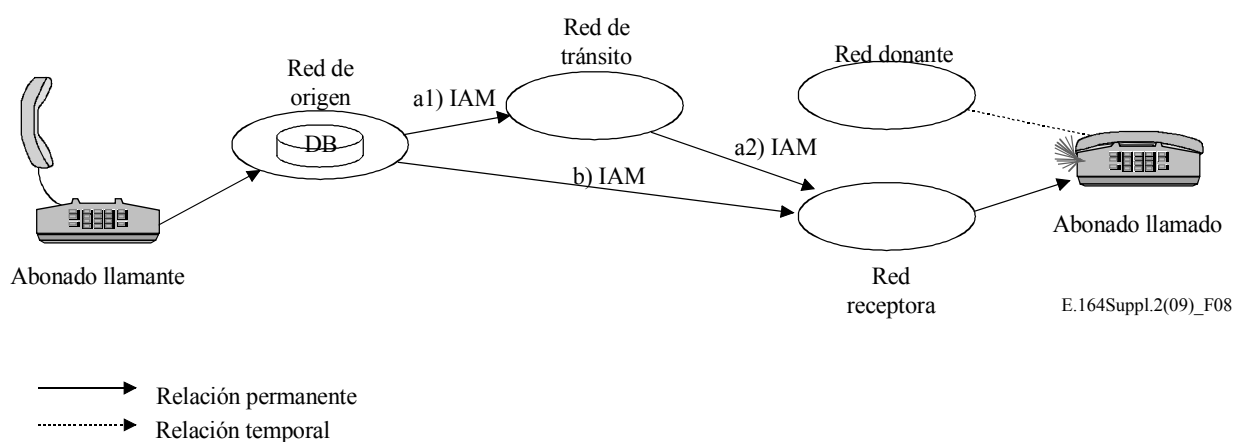 Red de
tránsito
Red donante
Red de
origen
a1) IAM
DB
a2) IAM
b) IAM
Abonado llamado
Abonado llamante
Red
receptora
E.164Suppl.2(09)_F08
Relación permanente
Relación temporal